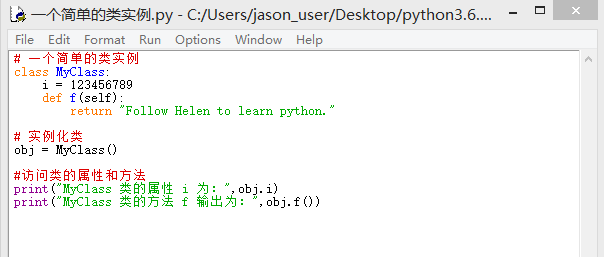 一个简单的类实例.py - C:/Users/jason_user/Desktop/python3.6....
File Edit Format Run Options Window Help
# 一个简单的类实例
class MyClass:
    i = 123456789
    def f(self):
        return "Follow Helen to learn python."
# 实例化类
obj = MyClass()
#访问类的属性和方法
print("MyClass 类的属性 i 为: ",obj.i)
print("MyClass 类的方法 f 输出为: ",obj.f())